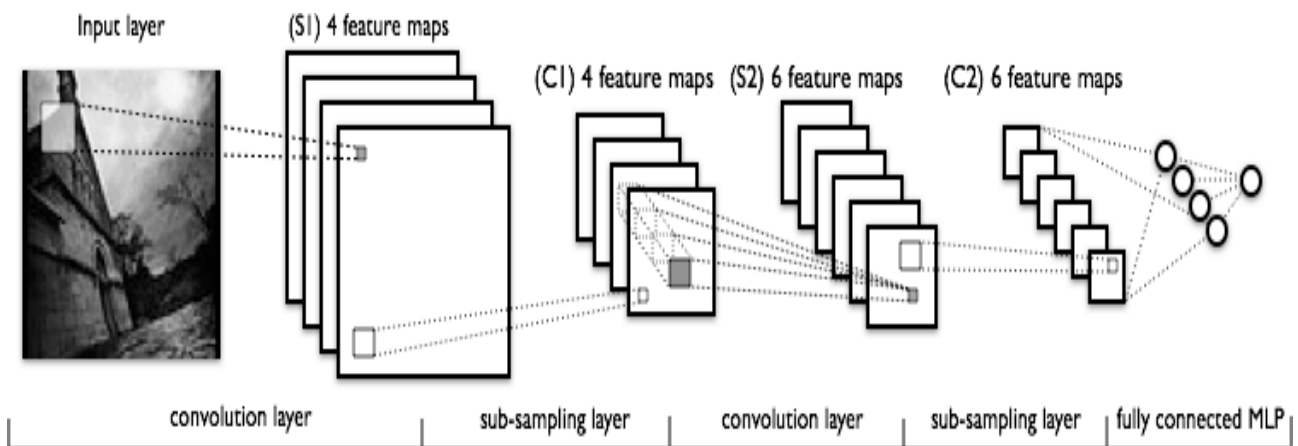 Input layer
(S1) 4 feature maps
(C1) 4 feature maps
(S2) 6 feature maps
(C2) 6 feature maps
convolution layer
sub-sampling layer
convolution layer
sub-sampling layer
fully connected MLP